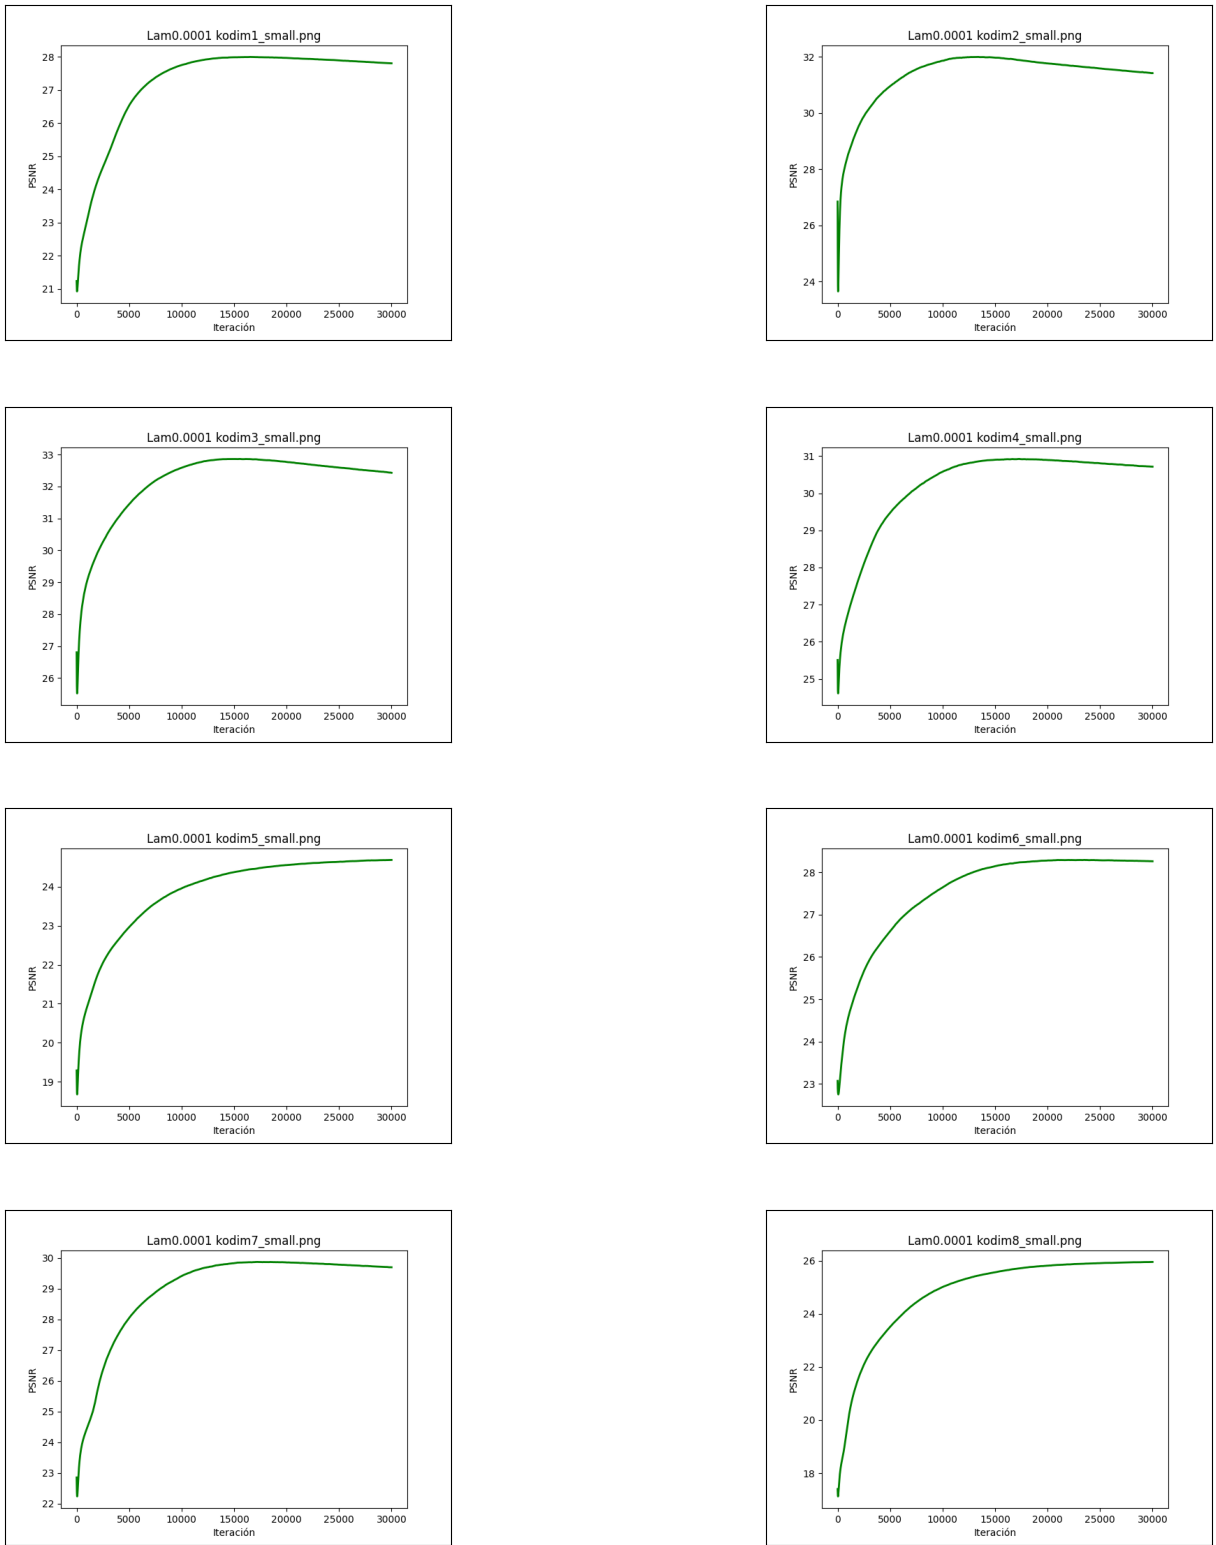 Lam0.0001 kodim1_small.png
28
27
26
25
24
23
22
21
PSNR
0 5000 10000 15000 20000 25000 30000
Iteración
Lam0.0001 kodim2_small.png
32
30
28
26
24
PSNR
0 5000 10000 15000 20000 25000 30000
Iteración
Lam0.0001 kodim3_small.png
33
32
31
30
29
28
27
26
PSNR
0 5000 10000 15000 20000 25000 30000
Iteración
Lam0.0001 kodim4_small.png
31
30
29
28
27
26
25
PSNR
0 5000 10000 15000 20000 25000 30000
Iteración
Lam0.0001 kodim5_small.png
24
23
22
21
20
19
PSNR
0 5000 10000 15000 20000 25000 30000
Iteración
Lam0.0001 kodim6_small.png
28
27
26
25
24
23
PSNR
0 5000 10000 15000 20000 25000 30000
Iteración
Lam0.0001 kodim7_small.png
30
29
28
27
26
25
24
23
22
PSNR
0 5000 10000 15000 20000 25000 30000
Iteración
Lam0.0001 kodim8_small.png
26
24
22
20
18
PSNR
0 5000 10000 15000 20000 25000 30000
Iteración